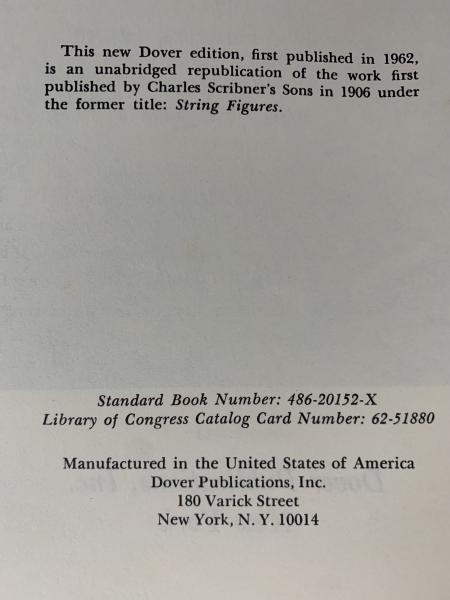 This new Dover edition, first published in 1962,
is an unabridged republication of the work first
published by Charles Scribner's Sons in 1906 under
the former title: String Figures.
Standard Book Number: 486-20152-X
Library of Congress Catalog Card Number: 62-51880
Manufactured in the United States of America
Dover Publications, Inc.
180 Varick Street
New York, N. Y. 10014